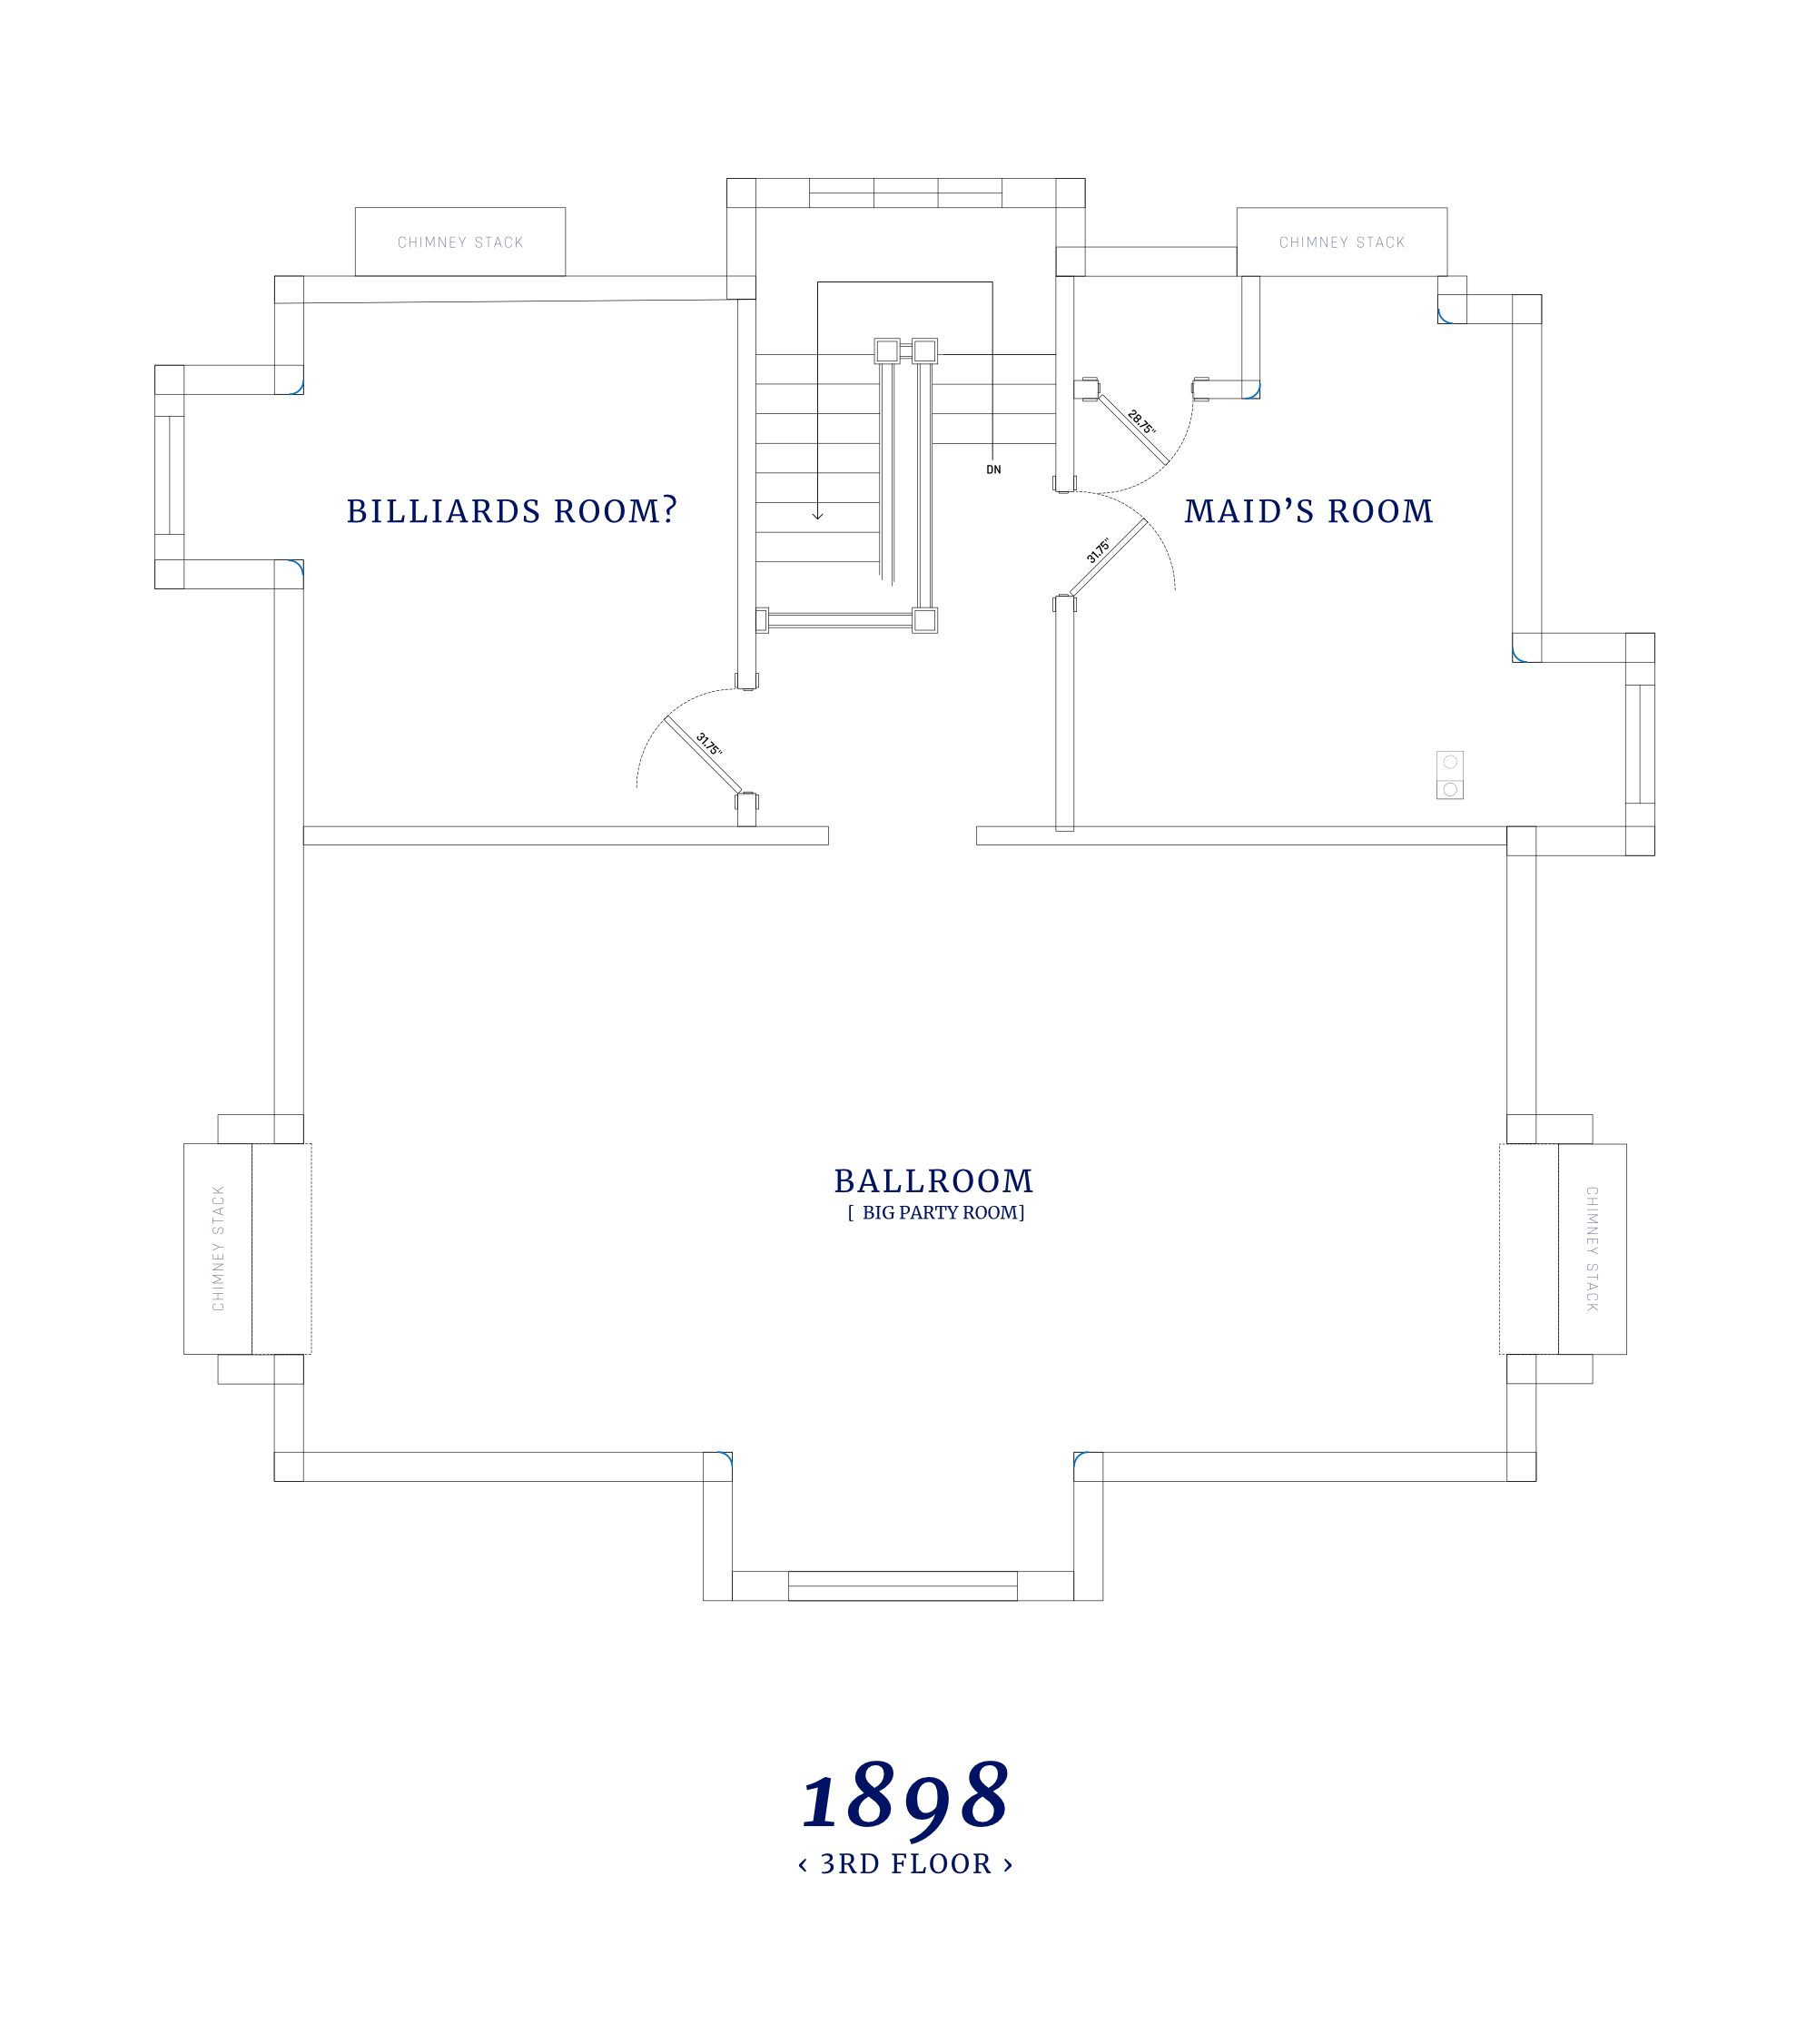 CHIMNEY STACK
CHIMNEY STACK
28.75"
DN
BILLIARDS ROOM?
MAID’S ROOM
31.75"
31.75"
BALLROOM
[ BIG PARTY ROOM]
CHIMNEY STACK
CHIMNEY STACK
1898
‹ 3RD FLOOR ›